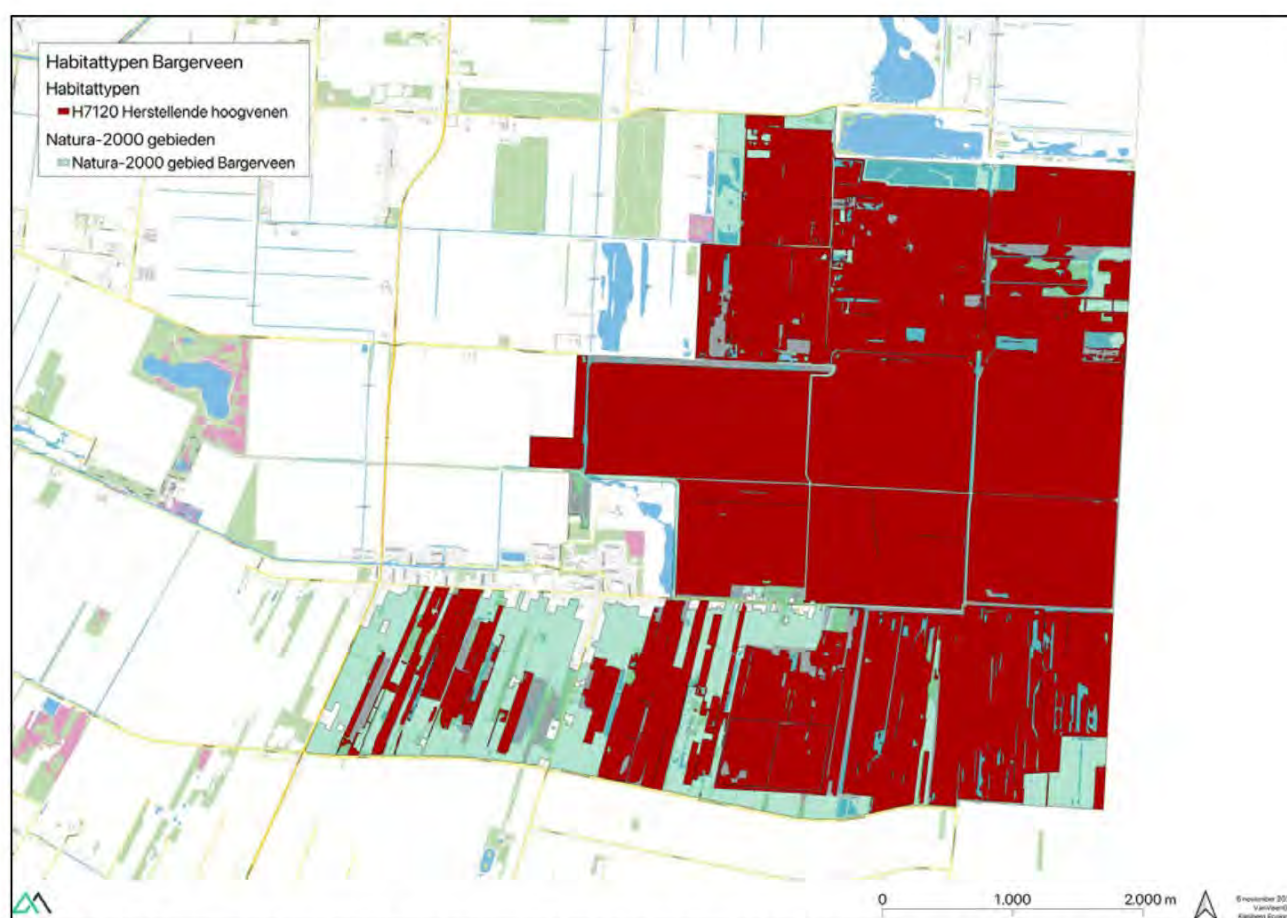 Habitattypen Bargerveen
Habitattypen
H7120 Herstellende hoogvenen
Natura-2000 gebieden
Natura-2000 gebied Bargerveen
0 1.000 2.000 m